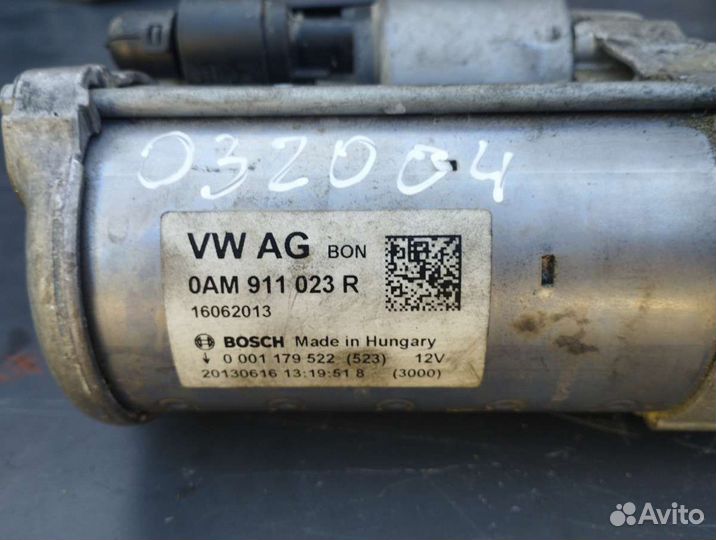 032004
VW AG BON
0AM 911 023 R
16062013
BOSCH Made in Hungary
0 001 179 522 (523) 12V
20130616 13:19:51 8 (3000)
Avito